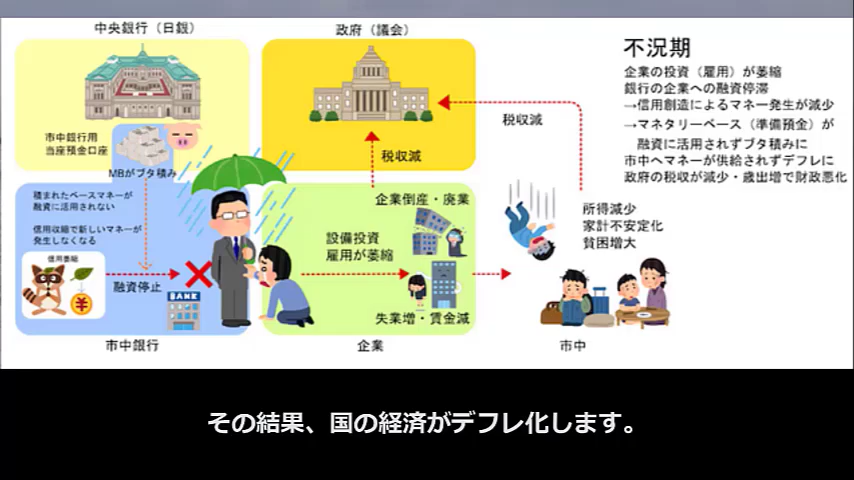 中央銀行（日銀）
政府（議会）
不況期
企業の投資（雇用）が萎縮
銀行の企業への融資停滞
→信用創造によるマネー発生が減少
→マネタリーベース（準備預金）が
融資に活用されずブタ積みに
市中へマネーが供給されずデフレに
政府の税収が減少・歳出増で財政悪化
市中銀行用
当座預金口座
MBがブタ積み
税収減
税収減
積まれたベースマネーが
融資に活用されない
信用収縮で新しいマネーが
発生しなくなる
信用萎縮
融資停止
BANK
企業倒産・廃業
設備投資
雇用が萎縮
失業増・賃金減
所得減少
家計不安定化
貧困増大
市中銀行
企業
市中
その結果、国の経済がデフレ化します。